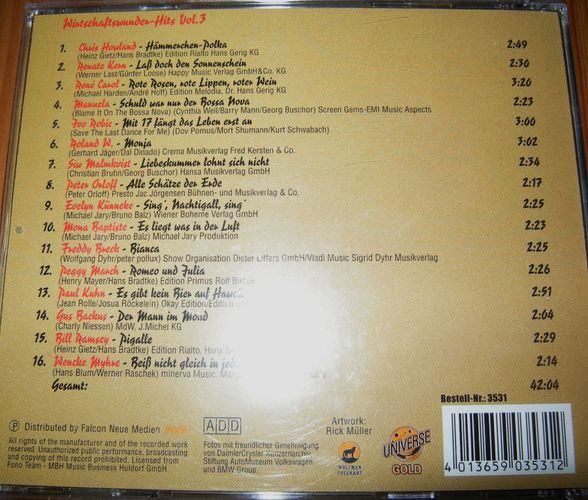 Wirtschaftswunder-Hits Vol.3
1. Chris Howland - Hämmerchen-Polka 2:49
(Heinz Gietz/Hans Bradtke) Edition Rialto Hans Gerig KG
2. Renate Kern - Laß doch den Sonnenschein 2:30
(Werner Last/Günter Loose) Happy Music Verlag GmbH&Co. KG
3. René Carol - Rote Rosen, rote Lippen, roter Wein 3:20
(Michael Harden/André Hoff) Edition Melodia, Dr. Hans Gerig KG
4. Manuela - Schuld war nur der Bossa Nova 2:23
(Blame It On The Bossa Nova) (Cynthia Weil/Barry Mann/Georg Buschor) Screen Gems-EMI Music Aspects
5. Ivo Robic - Mit 17 fängt das Leben erst an 3:00
(Save The Last Dance For Me) (Dov Pomus/Mort Shumann/Kurt Schwabach)
6. Roland W. - Monja 3:02
(Gerhard Jäger/Dal Dinado) Crema Musikverlag Fred Kersten & Co.
7. Siw Malmkvist - Liebeskummer lohnt sich nicht 2:34
(Christian Bruhn/Georg Buschor) Hansa Musikverlag GmbH
8. Peter Orloff - Alle Schätze der Erde 2:17
(Peter Orloff) Presto Jac.Jörgensen Bühnen- und Musikverlag & Co.
9. Evelyn Künneke - Sing', Nachtigall, sing' 2:25
(Michael Jary/Bruno Balz) Wiener Boheme Verlag GmbH
10. Mona Baptiste - Es liegt was in der Luft 2:23
(Michael Jary/Bruno Balz) Michael Jary Produktion
11. Freddy Breck - Bianca 2:25
(Wolfgang Dyhr/peter pollux) Show Organisation Dieter Liffers GmbH/Vladi Music Sigrid Dyhr Musikverlag.
12. Peggy March - Romeo und Julia 2:26
(Henry Mayer/Hans Bradtke) Edition Primus Rolf
13. Paul Kuhn - Es gibt kein Bier auf 2:51
(Jean Rolle/Josua Röckelein) Okay Edition/Edition
14. Gus Backus - Der Mann im Mond 2:04
(Charly Niessen) MdW. J.Michel KG
15. Bill Ramsey - Pigalle 2:29
(Heinz Gietz/Hans Bradtke) Edition Rialto,
16. Wencke Myhre - Beiß nicht gleich in 2:14
(Hans Blum/Werner Raschek) minerva Music,
Gesamt: 42:04
Bestell-Nr.: 3531
Ⓟ Distributed by Falcon Neue Medien
All rights of the manufacturer and of the recorded work
reserved. Unauthorized public performance, broadcasting
and copying of this record prohibited. Licensed from
Fono Team - MBH Music Business Holdorf GmbH
ADD
Fotos mit freundlicher Genehmigung
von DaimlerCrysler Konzernarchiv
Stiftung AutoMuseum Volkswagen
und BMW Group.
Artwork:
Rick Müller
WOLFMAN
UNIVERSE
GOLD
4 013659 035312